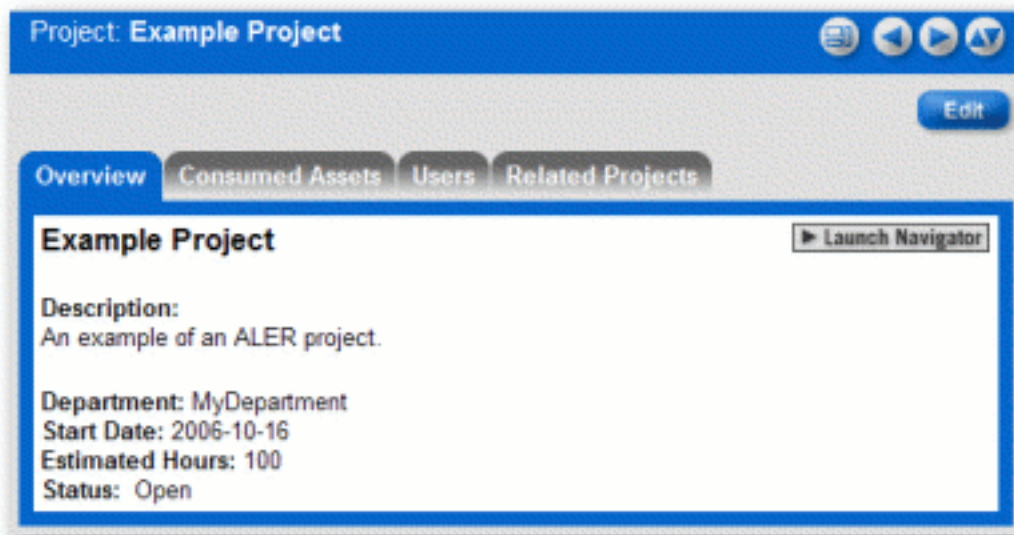 Project: Example Project
Edit
Overview Consumed Assets Users Related Projects
Example Project
Launch Navigator
Description:
An example of an ALER project.
Department: MyDepartment
Start Date: 2006-10-16
Estimated Hours: 100
Status: Open